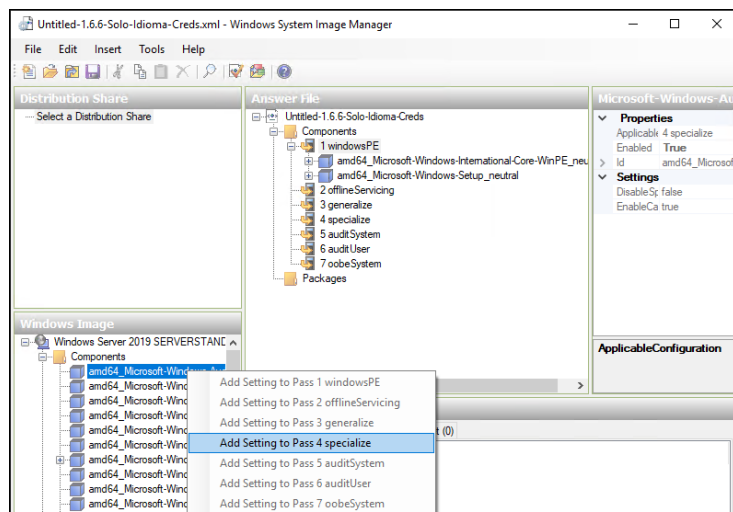 Untitled-1.6.6-Solo-Idioma-Creds.xml - Windows System Image Manager
File Edit Insert Tools Help
Distribution Share
Select a Distribution Share
Answer File
Untitled-1.6.6-Solo-Idioma-Creds
Components
1 windowsPE
amd64_Microsoft-Windows-International-Core-WinPE_neu
amd64_Microsoft-Windows-Setup_neutral
2 offlineServicing
3 generalize
4 specialize
5 auditSystem
6 auditUser
7 oobeSystem
Packages
Microsoft-Windows-Au
Properties
Applicabl 4 specialize
Enabled True
Id amd64_Microsof
Settings
DisableSp false
EnableCa true
ApplicableConfiguration
Windows Image
Windows Server 2019 SERVERSTAND
Components
amd64_Microsoft-Windows-Aud
amd64_Microsoft-Wind
amd64_Microsoft-Wind
amd64_Microsoft-Wind
amd64_Microsoft-Wind
amd64_Microsoft-Wind
amd64_Microsoft-Wind
amd64_Microsoft-Wind
amd64_Microsoft-Wind
amd64_Microsoft-Wind
Add Setting to Pass 1 windowsPE
Add Setting to Pass 2 offlineServicing
Add Setting to Pass 3 generalize
Add Setting to Pass 4 specialize
Add Setting to Pass 5 auditSystem
Add Setting to Pass 6 auditUser
Add Setting to Pass 7 oobeSystem
t (0)